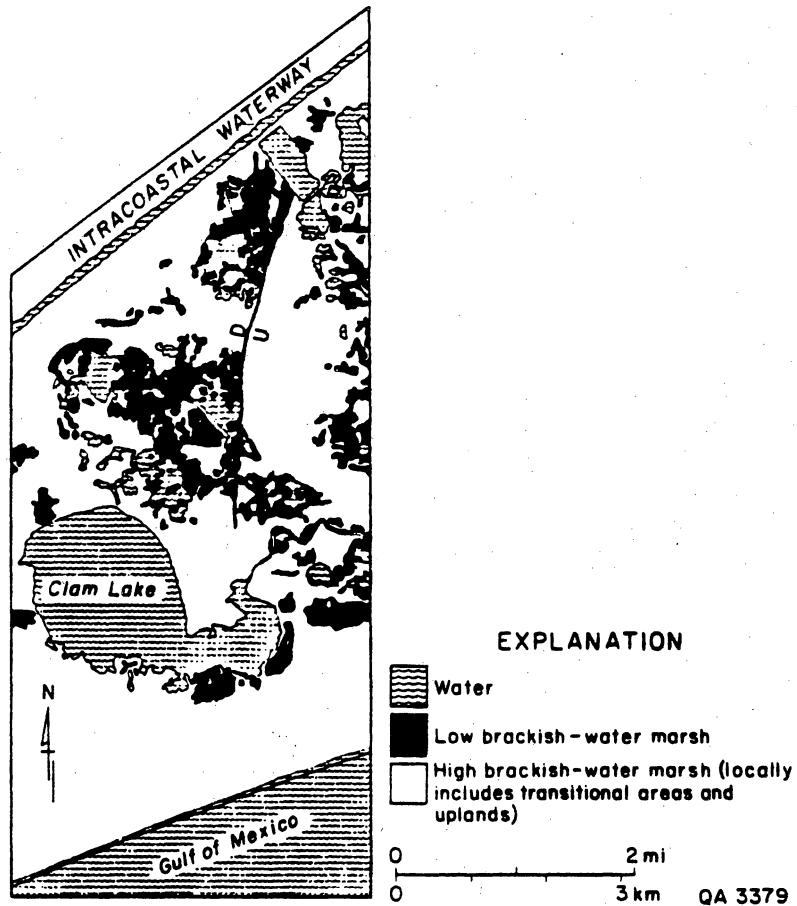 INTRACOASTAL WATERWAY
D
U
Clam Lake
N
Gulf of Mexico
EXPLANATION
Water
Low brackish-water marsh
High brackish-water marsh (locally
includes transitional areas and
uplands)
0 2 mi
0 3 km
QA 3379